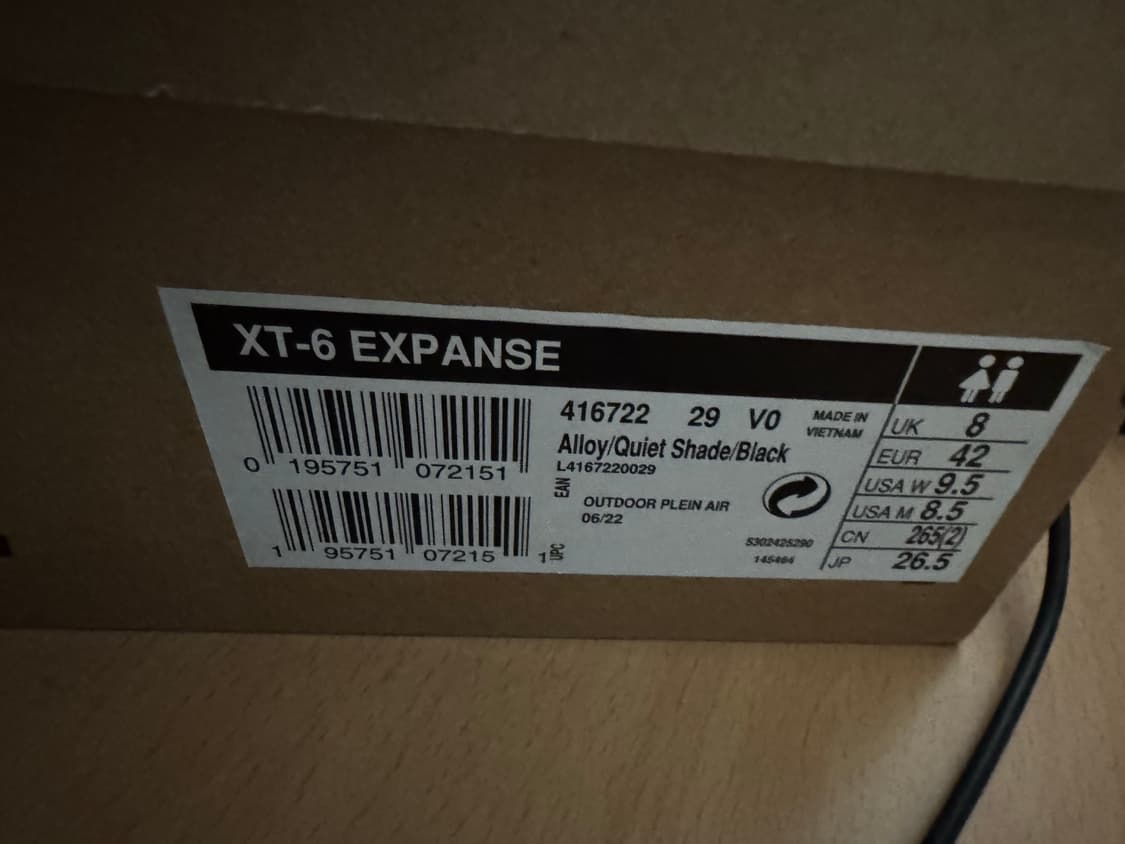 XT-6 EXPANSE
0 195751 072151
EAN
1 95751 07215 1
UPC
416722 29 V0
Alloy/Quiet Shade/Black
L4167220029
OUTDOOR PLEIN AIR
06/22
MADE IN
VIETNAM
5302425290
145464
UK 8
EUR 42
USA W 9.5
USA M 8.5
CN 265(2)
JP 26.5